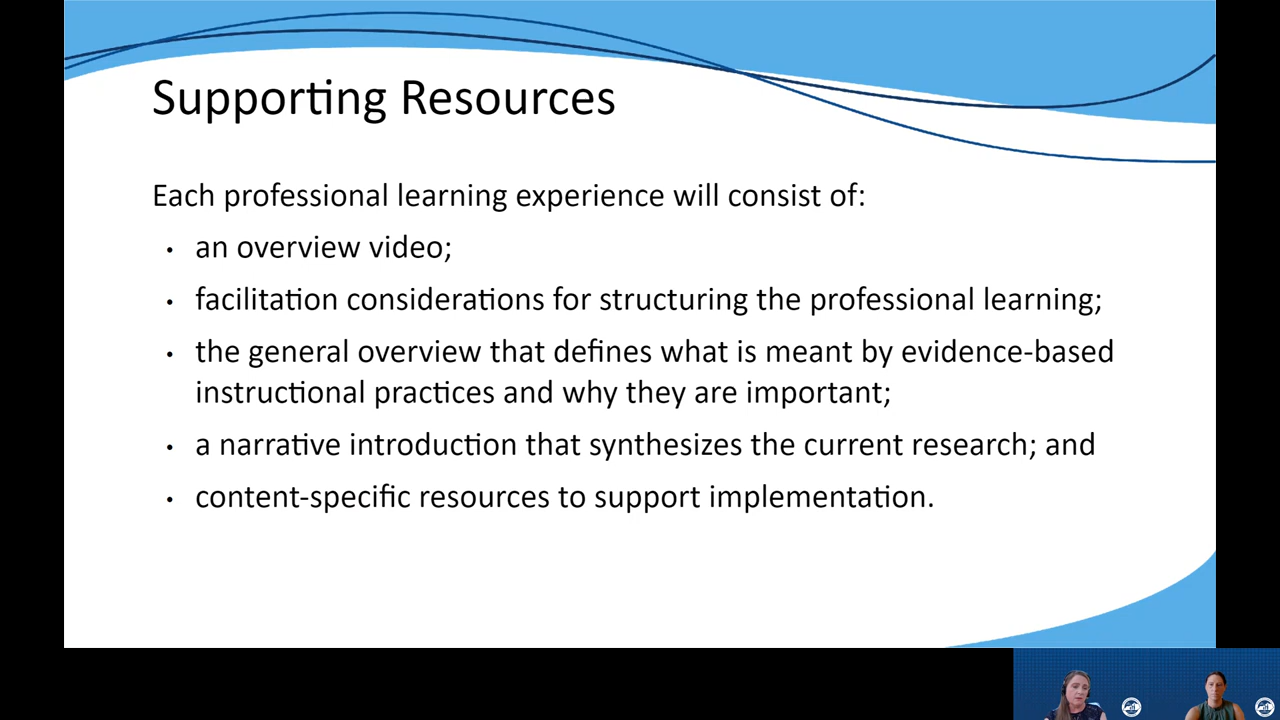 Supporting Resources
Each professional learning experience will consist of:
• an overview video;
• facilitation considerations for structuring the professional learning;
• the general overview that defines what is meant by evidence-based
instructional practices and why they are important;
• a narrative introduction that synthesizes the current research; and
• content-specific resources to support implementation.